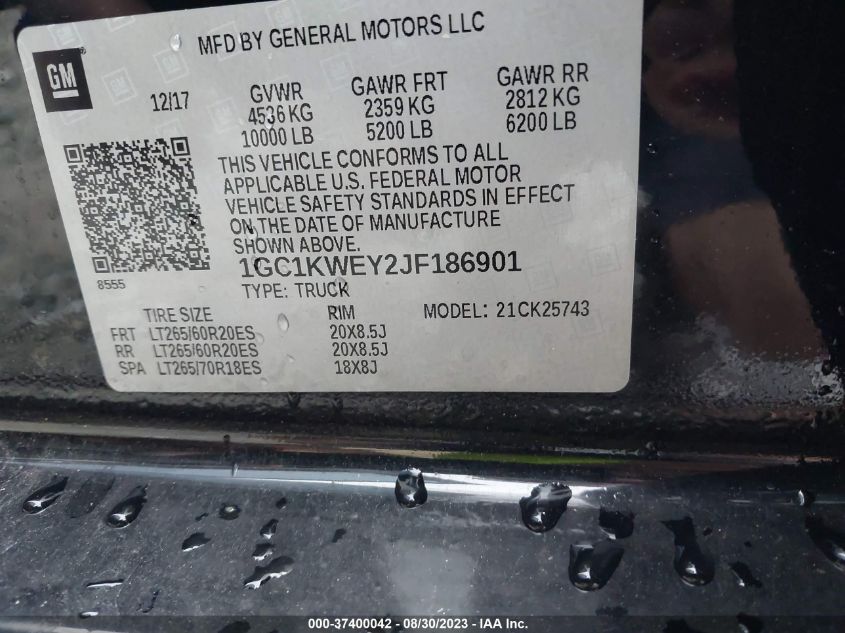 MFD BY GENERAL MOTORS LLC
GM
12/17
GVWR GAWR FRT GAWR RR
4536 KG 2359 KG 2812 KG
10000 LB 5200 LB 6200 LB
THIS VEHICLE CONFORMS TO ALL
APPLICABLE U.S. FEDERAL MOTOR
VEHICLE SAFETY STANDARDS IN EFFECT
ON THE DATE OF MANUFACTURE
SHOWN ABOVE.
8555
1GC1KWEY2JF186901
TYPE: TRUCK
TIRE SIZE RIM MODEL: 21CK25743
FRT LT265/60R20ES 20X8.5J
RR LT265/60R20ES 20X8.5J
SPA LT265/70R18ES 18X8J
000-37400042 - 08/30/2023 - IAA Inc.